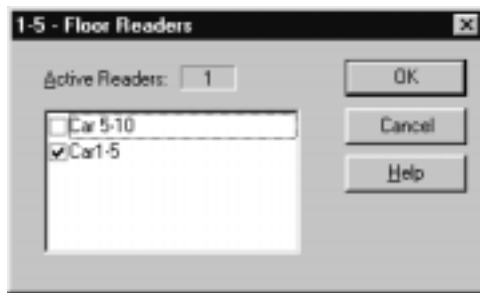 1-5 - Floor Readers
Active Readers: 1
OK
Car 5-10
Cancel
Car1-5
Help